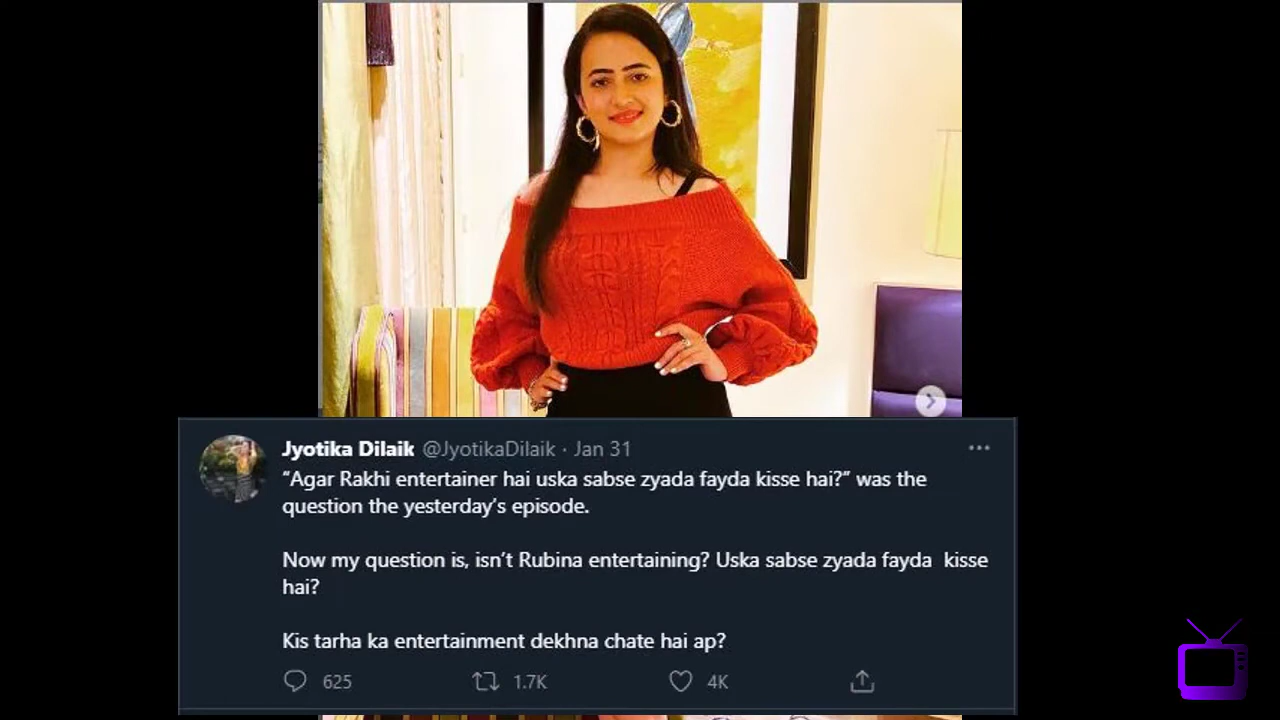 Jyotika Dilaik @JyotikaDilaik · Jan 31
“Agar Rakhi entertainer hai uska sabse zyada fayda kisse hai?” was the
question the yesterday’s episode.
Now my question is, isn’t Rubina entertaining? Uska sabse zyada fayda  kisse
hai?
Kis tarha ka entertainment dekhna chate hai ap?
625 1.7K 4K